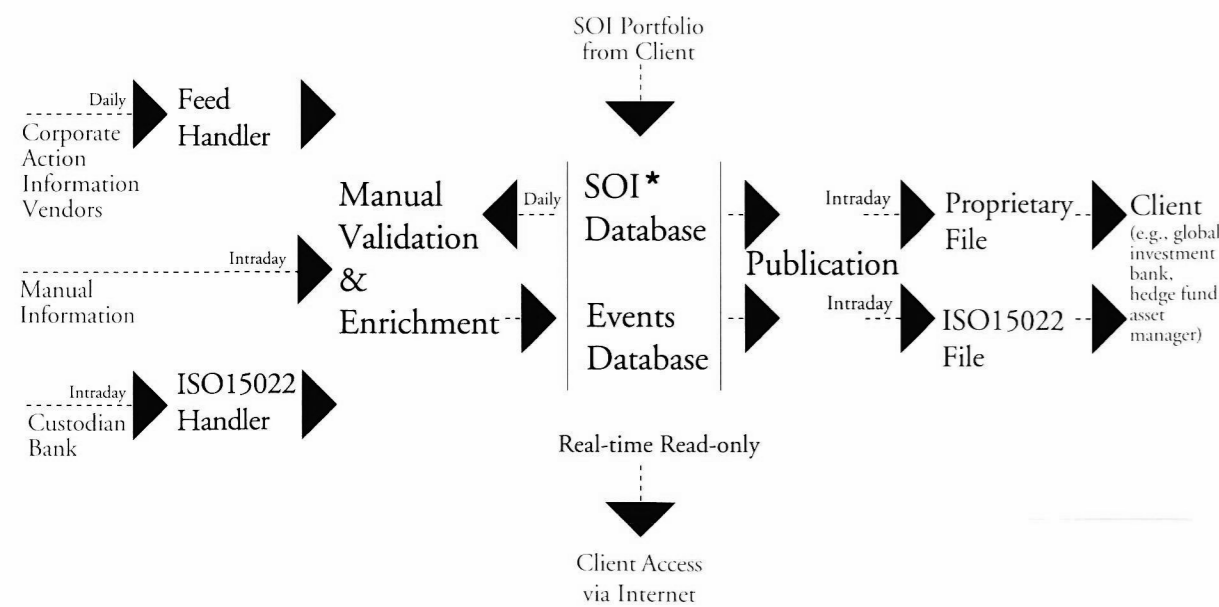 SOI Portfolio
from Client
Daily
Feed
Handler
Corporate
Action
Information
Vendors
Manual
Validation
&
Enrichment
Daily
SOI*
Database
Events
Database
Intraday
Manual
Information
Intraday
ISO15022
Handler
Custodian
Bank
Publication
Intraday
Proprietary
File
Intraday
ISO15022
File
Client
(e.g., global
investment
bank,
hedge fund
asset
manager)
Real-time Read-only
Client Access
via Internet